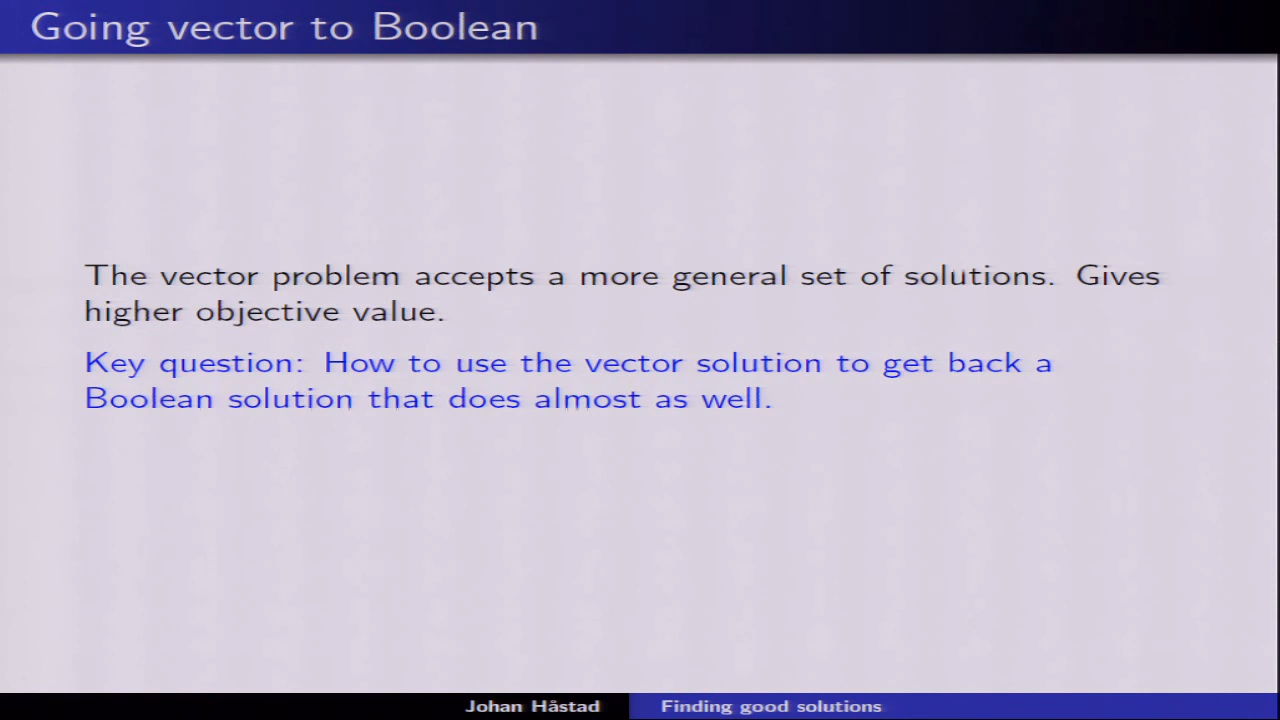 Going vector to Boolean
The vector problem accepts a more general set of solutions. Gives
higher objective value.
Key question: How to use the vector solution to get back a
Boolean solution that does almost as well.
Johan Håstad
Finding good solutions